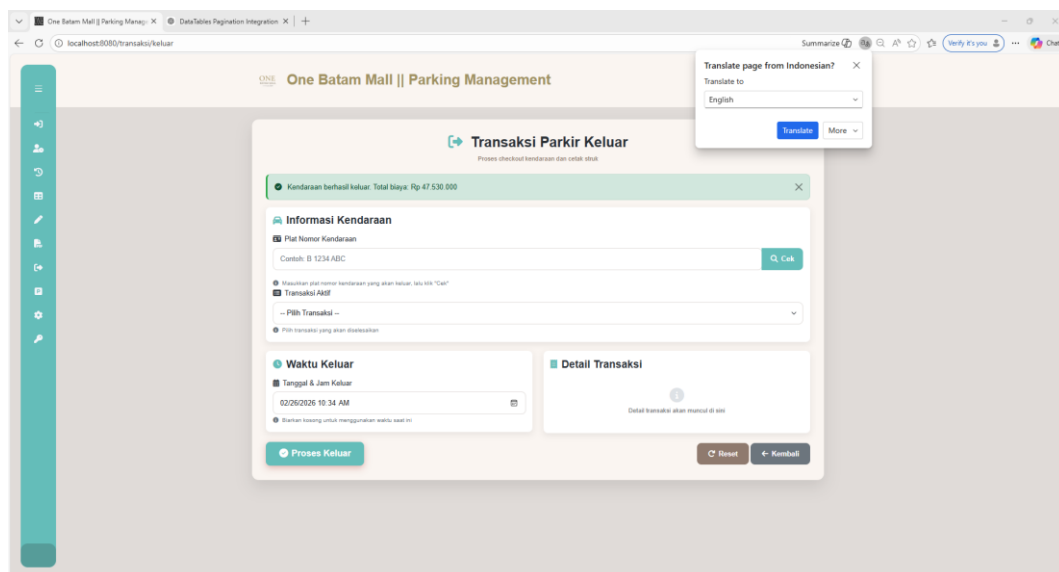 One Batam Mall || Parking Manag
DataTables Pagination Integration
localhost:8080/transaksi/keluar
Summarize
Verify it's you
Chat
ONE
One Batam Mall || Parking Management
Translate page from Indonesian?
Translate to
English
Translate
More
Transaksi Parkir Keluar
Proses checkout kendaraan dan cetak struk
Kendaraan berhasil keluar. Total biaya: Rp 47.530.000
Informasi Kendaraan
Plat Nomor Kendaraan
Contoh: B 1234 ABC
Cek
Masukkan plat nomor kendaraan yang akan keluar, lalu klik "Cek"
Transaksi Aktif
-- Pilih Transaksi --
Pilih transaksi yang akan diselesaikan
Waktu Keluar
Tanggal & Jam Keluar
02/26/2026 10:34 AM
Biarkan kosong untuk menggunakan waktu saat ini
Detail Transaksi
Detail transaksi akan muncul di sini
Proses Keluar
Reset
Kembali